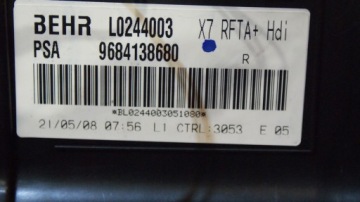 BEHR L0244003 X7 RFTA+ Hdi
PSA 9684138680 R
*BL0244003051080*
21/05/08 07:56 L1 CTRL:3053 E 05